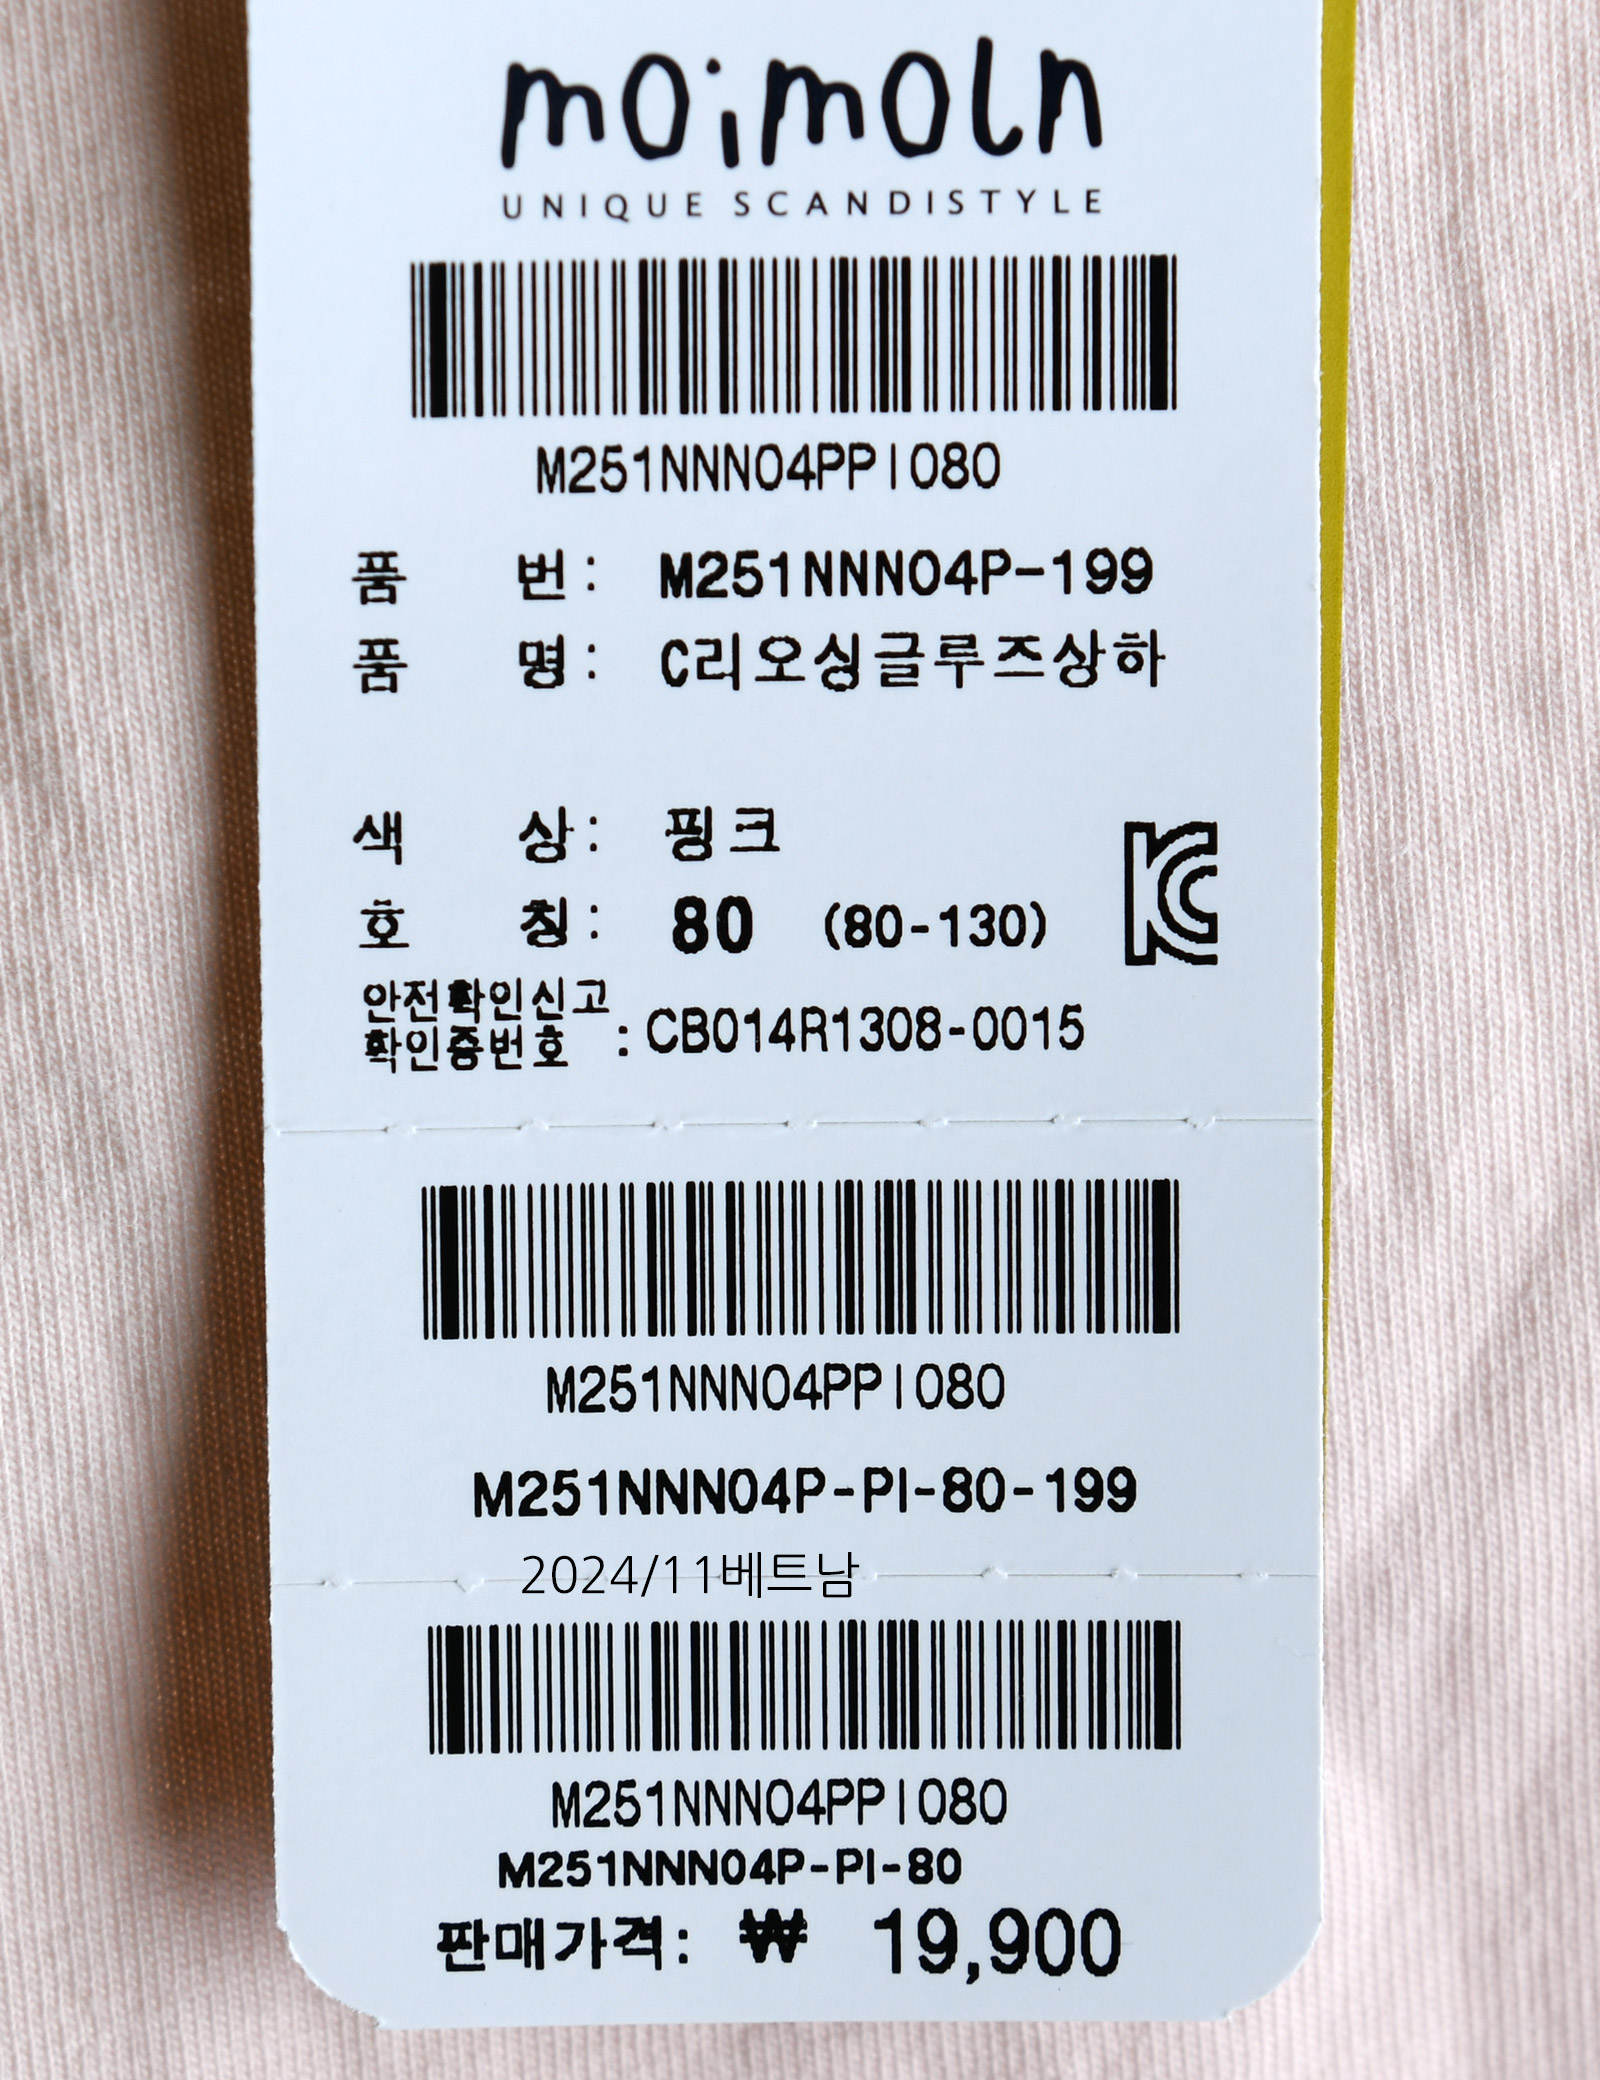 moimoln
UNIQUE SCANDISTYLE
M251NNN04PPI080
품 번: M251NNN04P-199
품 명: C리오싱글루즈상하
색 상:핑크
호 칭: 80 (80-130)
안전확인신고
확인증번호 : CB014R1308-0015
M251NNN04PPI080
M251NNN04P-PI-80-199
2024/11베트남
M251NNN04PPI080
M251NNN04P-PI-80
판매가격: ₩ 19,900